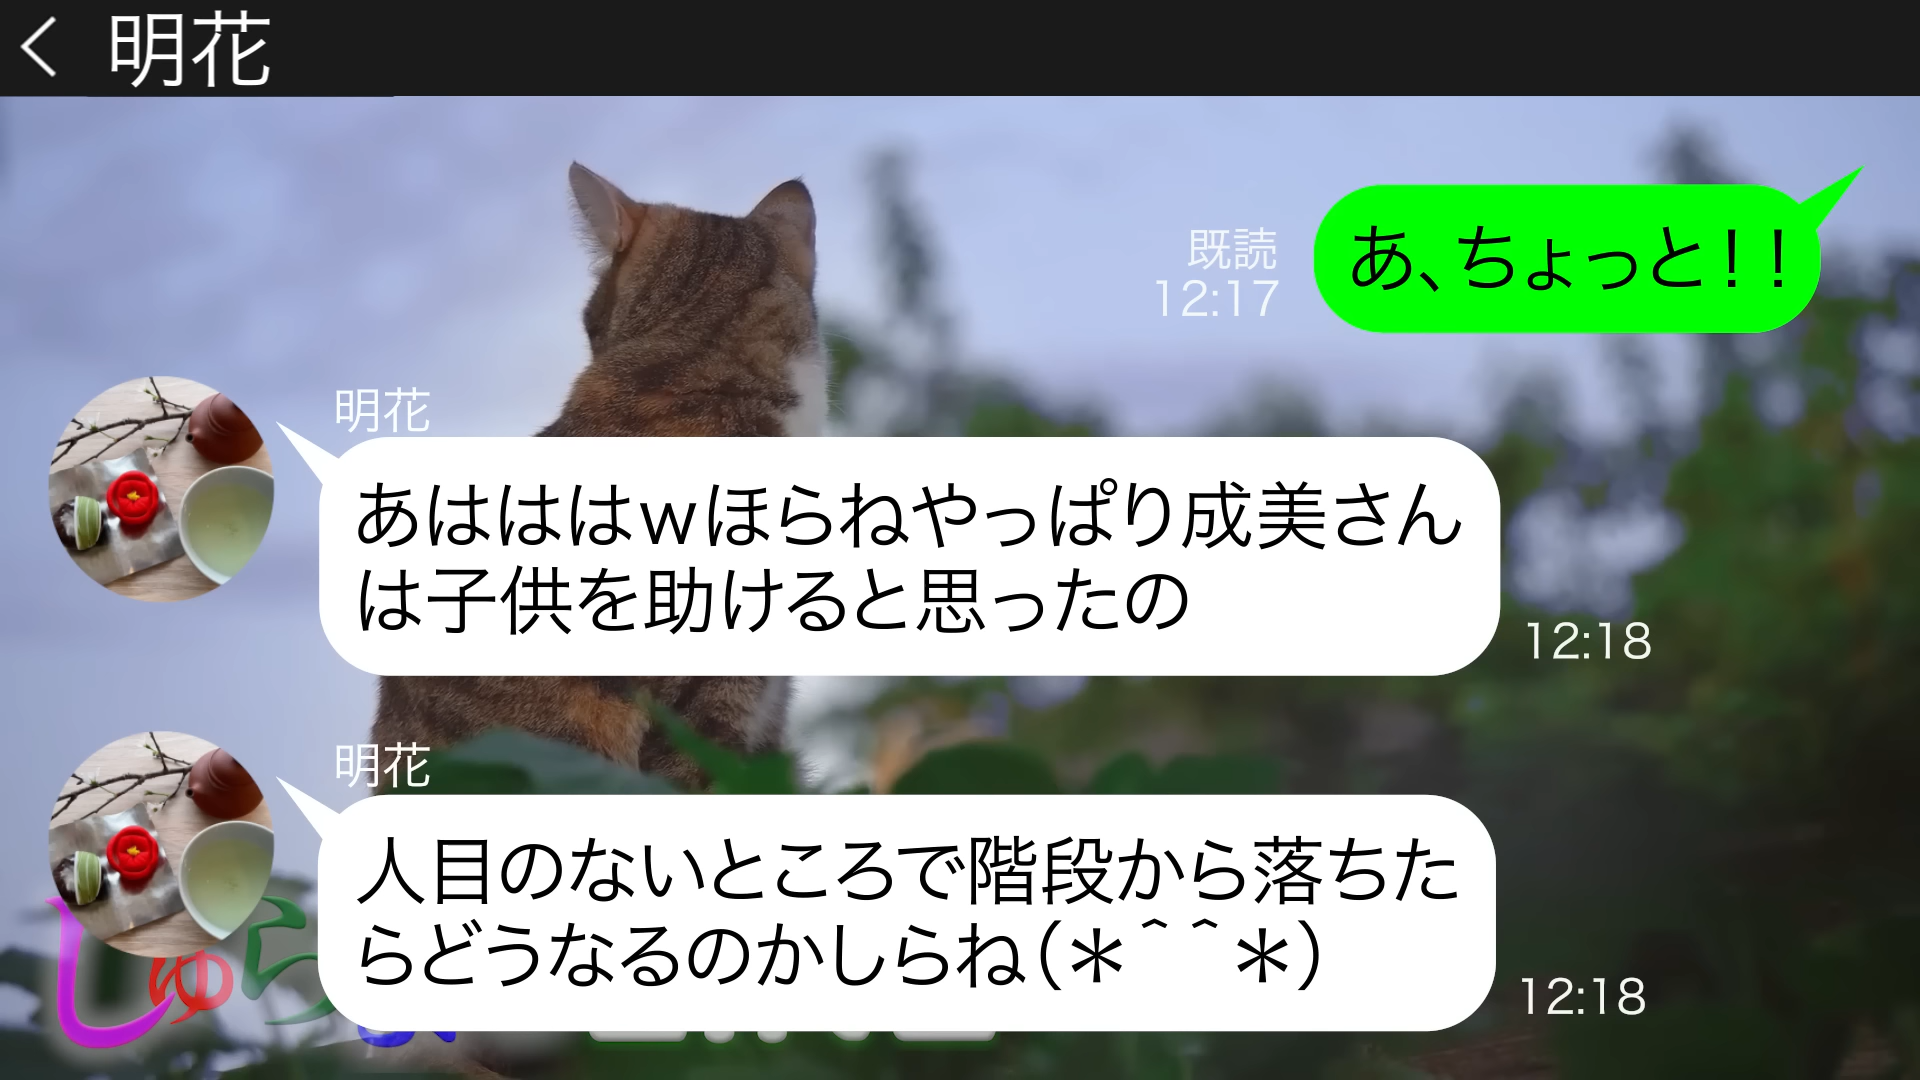 明花
あ、ちょっと！！
既読
12:17
明花
あはははｗほらねやっぱり成美さん
は子供を助けると思ったの
12:18
明花
人目のないところで階段から落ちた
らどうなるのかしらね（＊＾＾＊）
12:18
しゅら